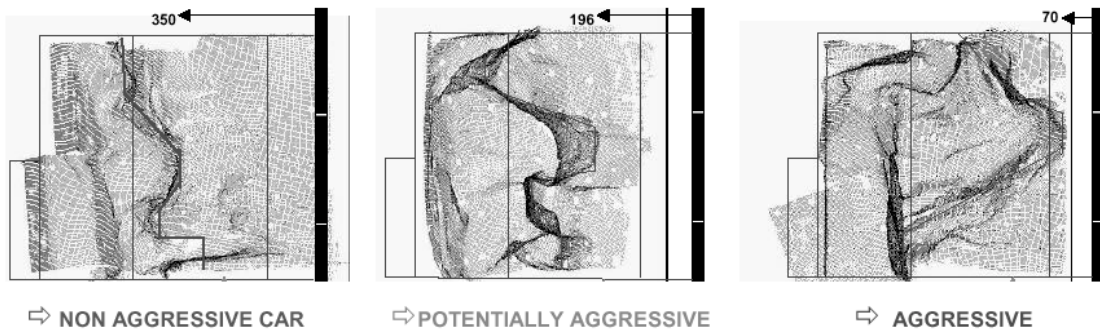 350
196
70
⇨ NON AGGRESSIVE CAR
⇨ POTENTIALLY AGGRESSIVE
⇨ AGGRESSIVE